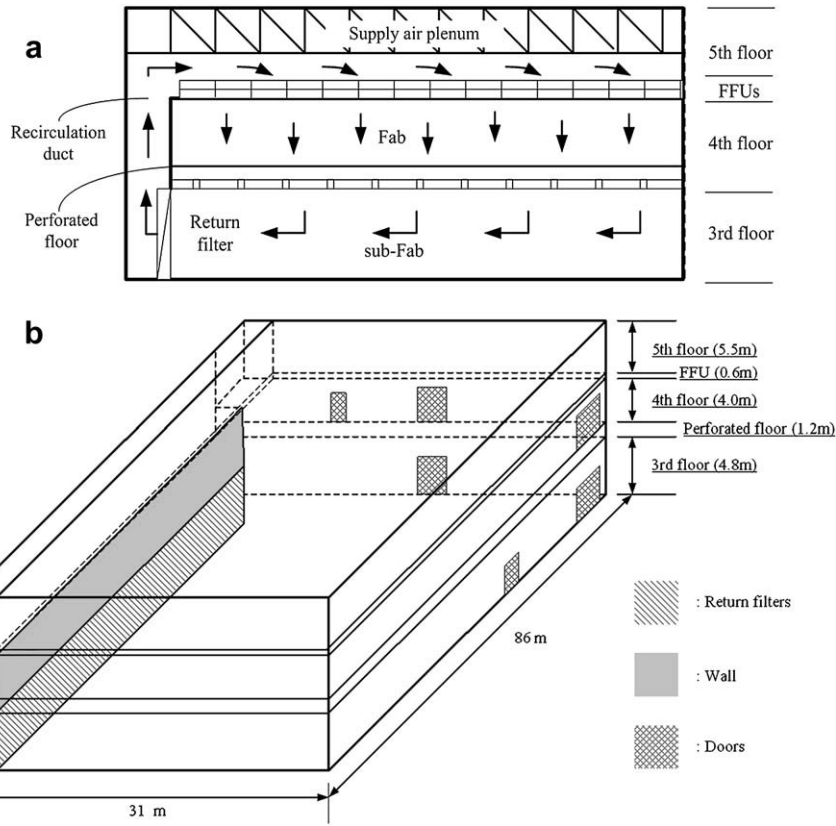 a
Supply air plenum
5th floor
FFUs
Recirculation
duct
Fab
4th floor
Perforated
floor
Return
filter
sub-Fab
3rd floor
b
5th floor (5.5m)
FFU (0.6m)
4th floor (4.0m)
Perforated floor (1.2m)
3rd floor (4.8m)
86 m
: Return filters
: Wall
: Doors
31 m